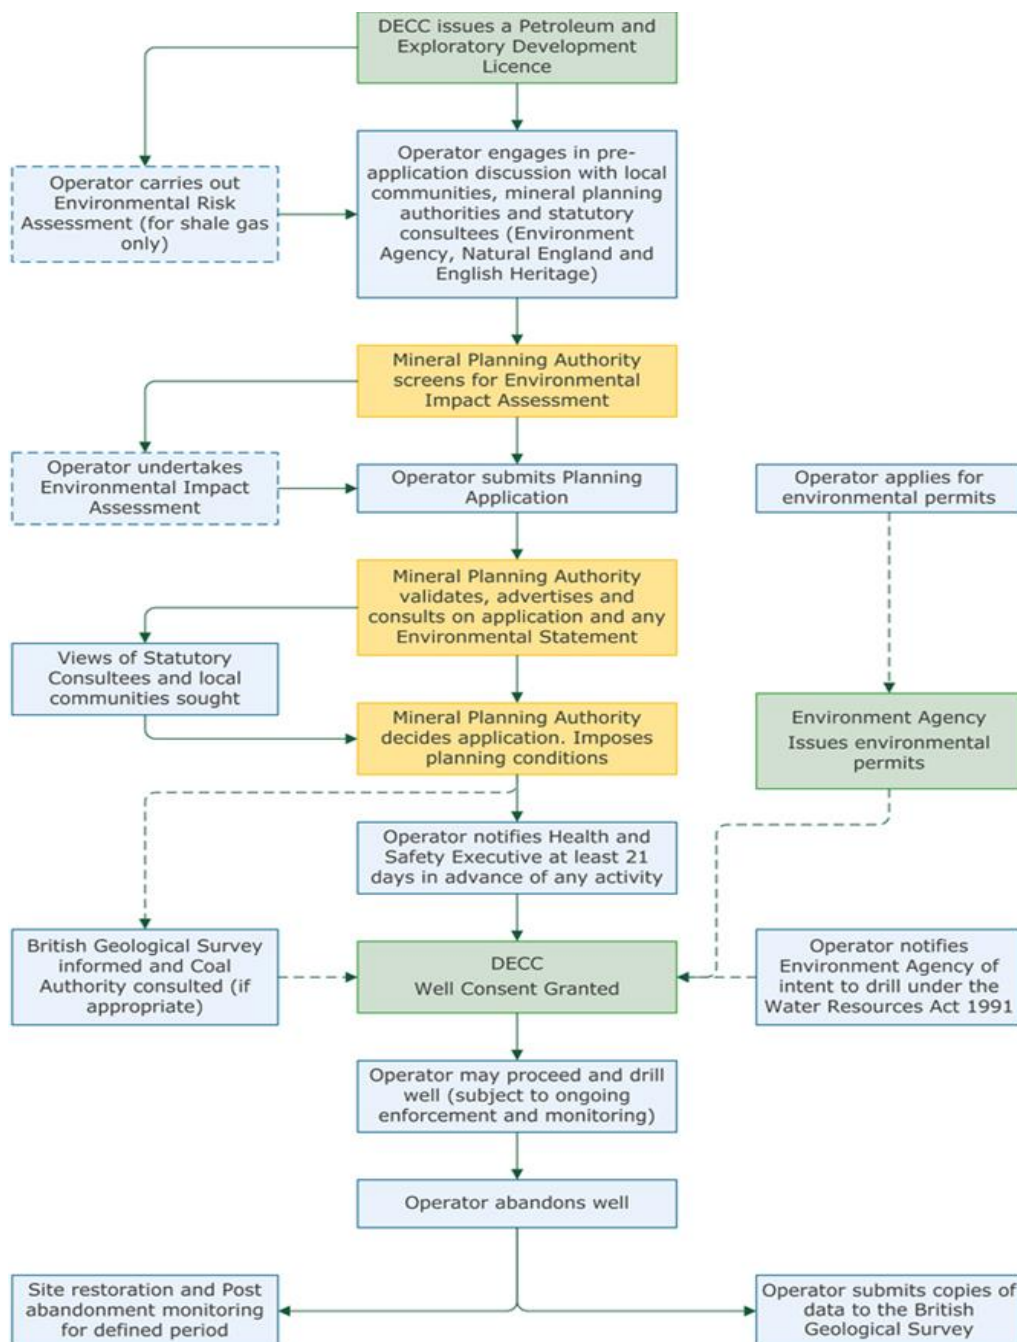 DECC issues a Petroleum and
Exploratory Development
Licence
Operator carries out
Environmental Risk
Assessment (for shale gas
only)
Operator engages in pre-
application discussion with local
communities, mineral planning
authorities and statutory
consultees (Environment
Agency, Natural England and
English Heritage)
Mineral Planning Authority
screens for Environmental
Impact Assessment
Operator undertakes
Environmental Impact
Assessment
Operator submits Planning
Application
Operator applies for
environmental permits
Mineral Planning Authority
validates, advertises and
consults on application and any
Environmental Statement
Views of Statutory
Consultees and local
communities sought
Mineral Planning Authority
decides application. Imposes
planning conditions
Environment Agency
Issues environmental
permits
Operator notifies Health and
Safety Executive at least 21
days in advance of any activity
British Geological Survey
informed and Coal
Authority consulted (if
appropriate)
DECC
Well Consent Granted
Operator notifies
Environment Agency of
intent to drill under the
Water Resources Act 1991
Operator may proceed and drill
well (subject to ongoing
enforcement and monitoring)
Operator abandons well
Site restoration and Post
abandonment monitoring
for defined period
Operator submits copies of
data to the British
Geological Survey